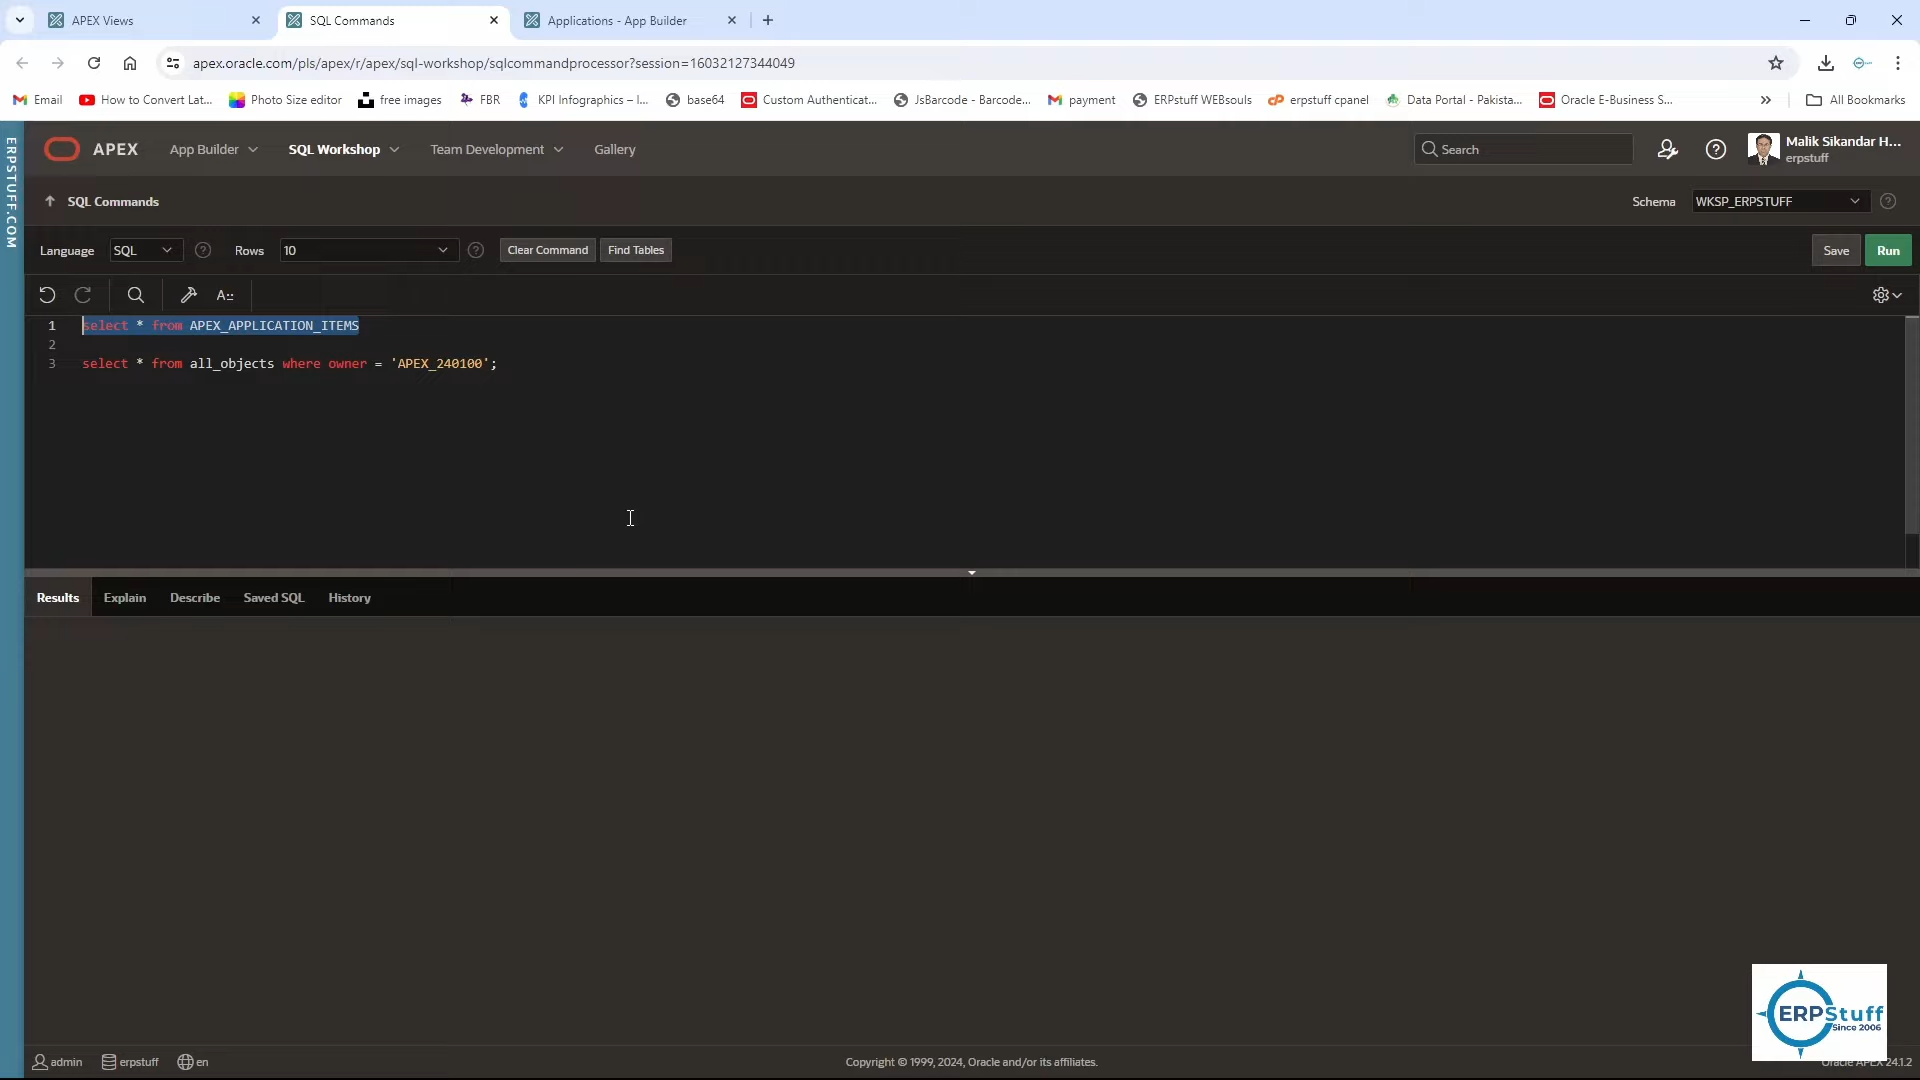 APEX Views
SQL Commands
Applications - App Builder
apex.oracle.com/pls/apex/r/apex/sql-workshop/sqlcommandprocessor?session=16032127344049
Email
How to Convert Lat...
Photo Size editor
free images
FBR
KPI Infographics – I...
base64
Custom Authenticat...
JsBarcode - Barcode...
payment
ERPstuff WEBsouls
erpstuff cpanel
Data Portal - Pakista...
Oracle E-Business S...
All Bookmarks
ERPSTUFF.COM
APEX
App Builder
SQL Workshop
Team Development
Gallery
Search
Malik Sikandar H...
erpstuff
SQL Commands
Schema
WKSP_ERPSTUFF
Language
SQL
Rows
10
Clear Command
Find Tables
Save
Run
A::
1 select * from APEX_APPLICATION_ITEMS
2
3 select * from all_objects where owner = 'APEX_240100';
Results
Explain
Describe
Saved SQL
History
ERPStuff
Since 2006
admin
erpstuff
en
Copyright © 1999, 2024, Oracle and/or its affiliates.
Oracle APEX 24.1.2